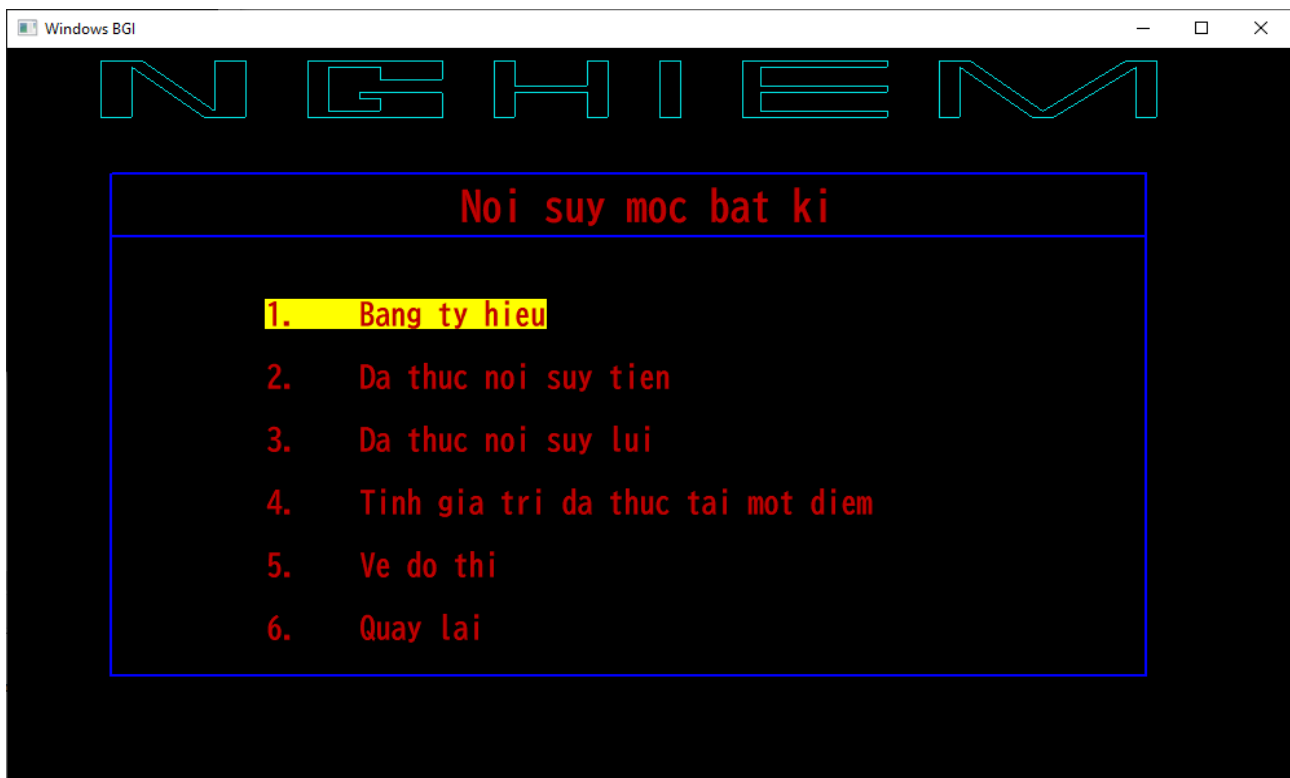 Windows BGI
NGHIEM
Noi suy moc bat ki
1. Bang ty hieu
2. Da thuc noi suy tien
3. Da thuc noi suy lui
4. Tinh gia tri da thuc tai mot diem
5. Ve do thi
6. Quay lai